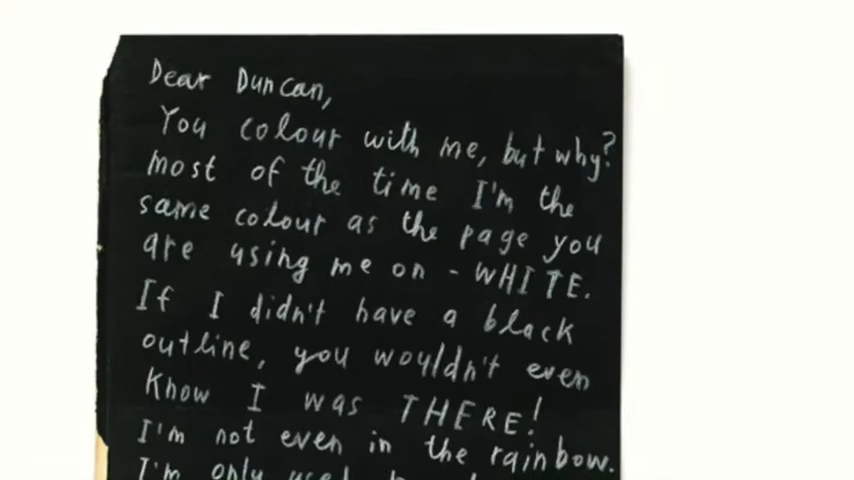 Dear Duncan,
You colour with me, but why?
most of the time I'm the
same colour as the page you
are using me on - WHITE.
If I didn't have a black
outline, you wouldn't even
know I was THERE!
I'm not even in the rainbow.
I'm only used